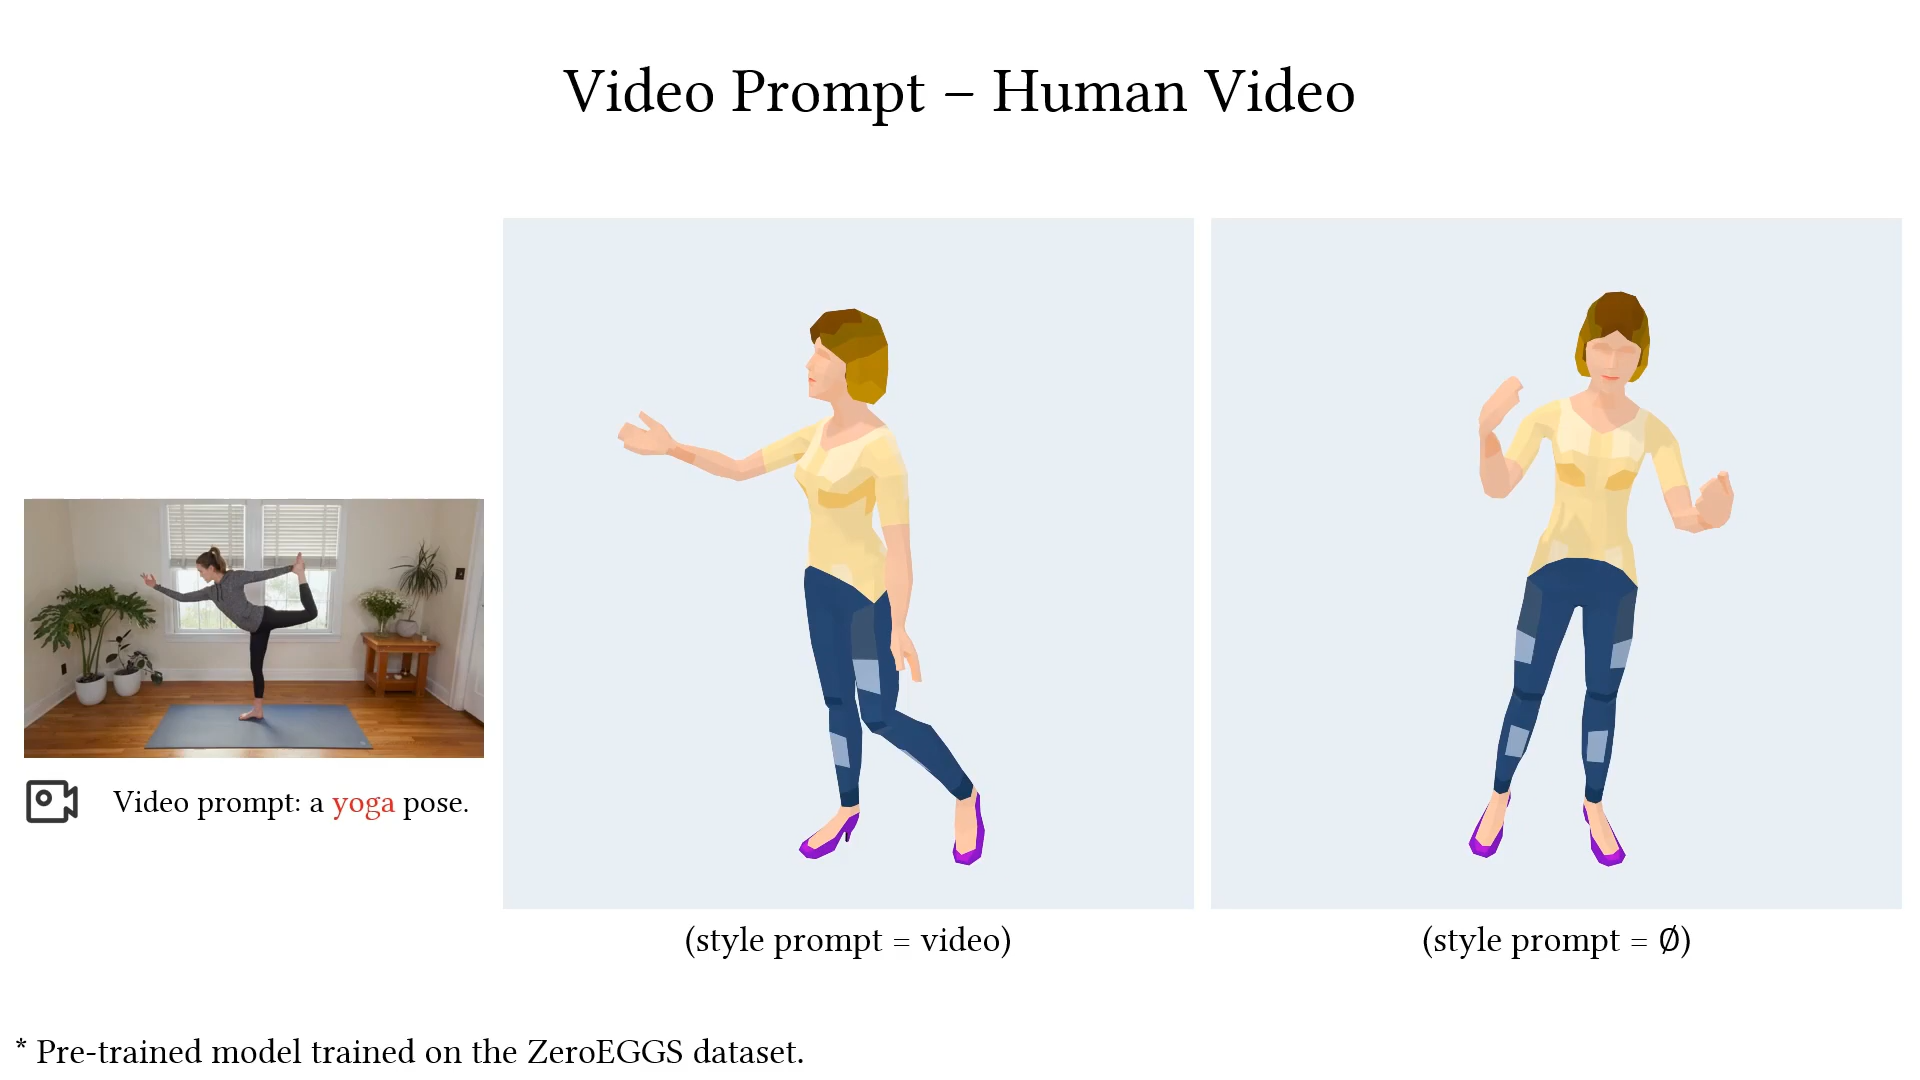 Video Prompt – Human Video
Video prompt: a yoga pose.
(style prompt = video)
(style prompt = ∅)
* Pre-trained model trained on the ZeroEGGS dataset.